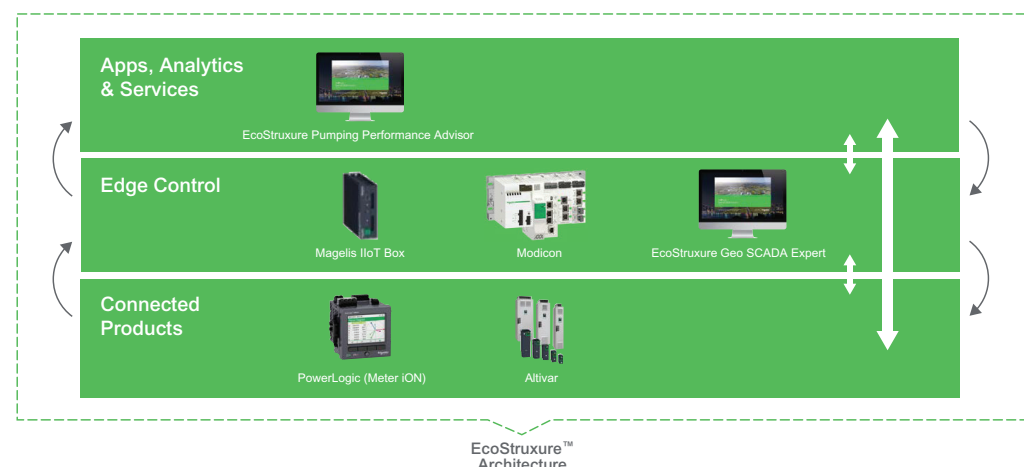 Apps, Analytics
& Services
EcoStruxure Pumping Performance Advisor
Edge Control
Magelis IIoT Box
Modicon
EcoStruxure Geo SCADA Expert
Connected
Products
PowerLogic (Meter iON)
Altivar
EcoStruxure™
Architecture